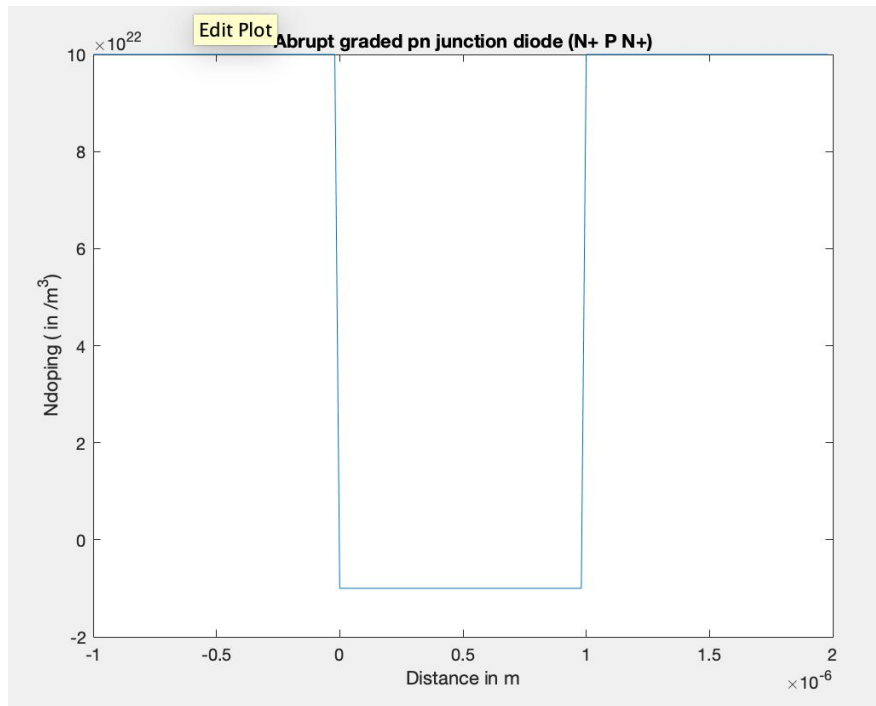 Edit Plot
×10^22
Abrupt graded pn junction diode (N+ P N+)
10
8
6
4
2
0
-2
Ndoping ( in /m^3)
-1 -0.5 0 0.5 1 1.5 2
Distance in m
×10^-6